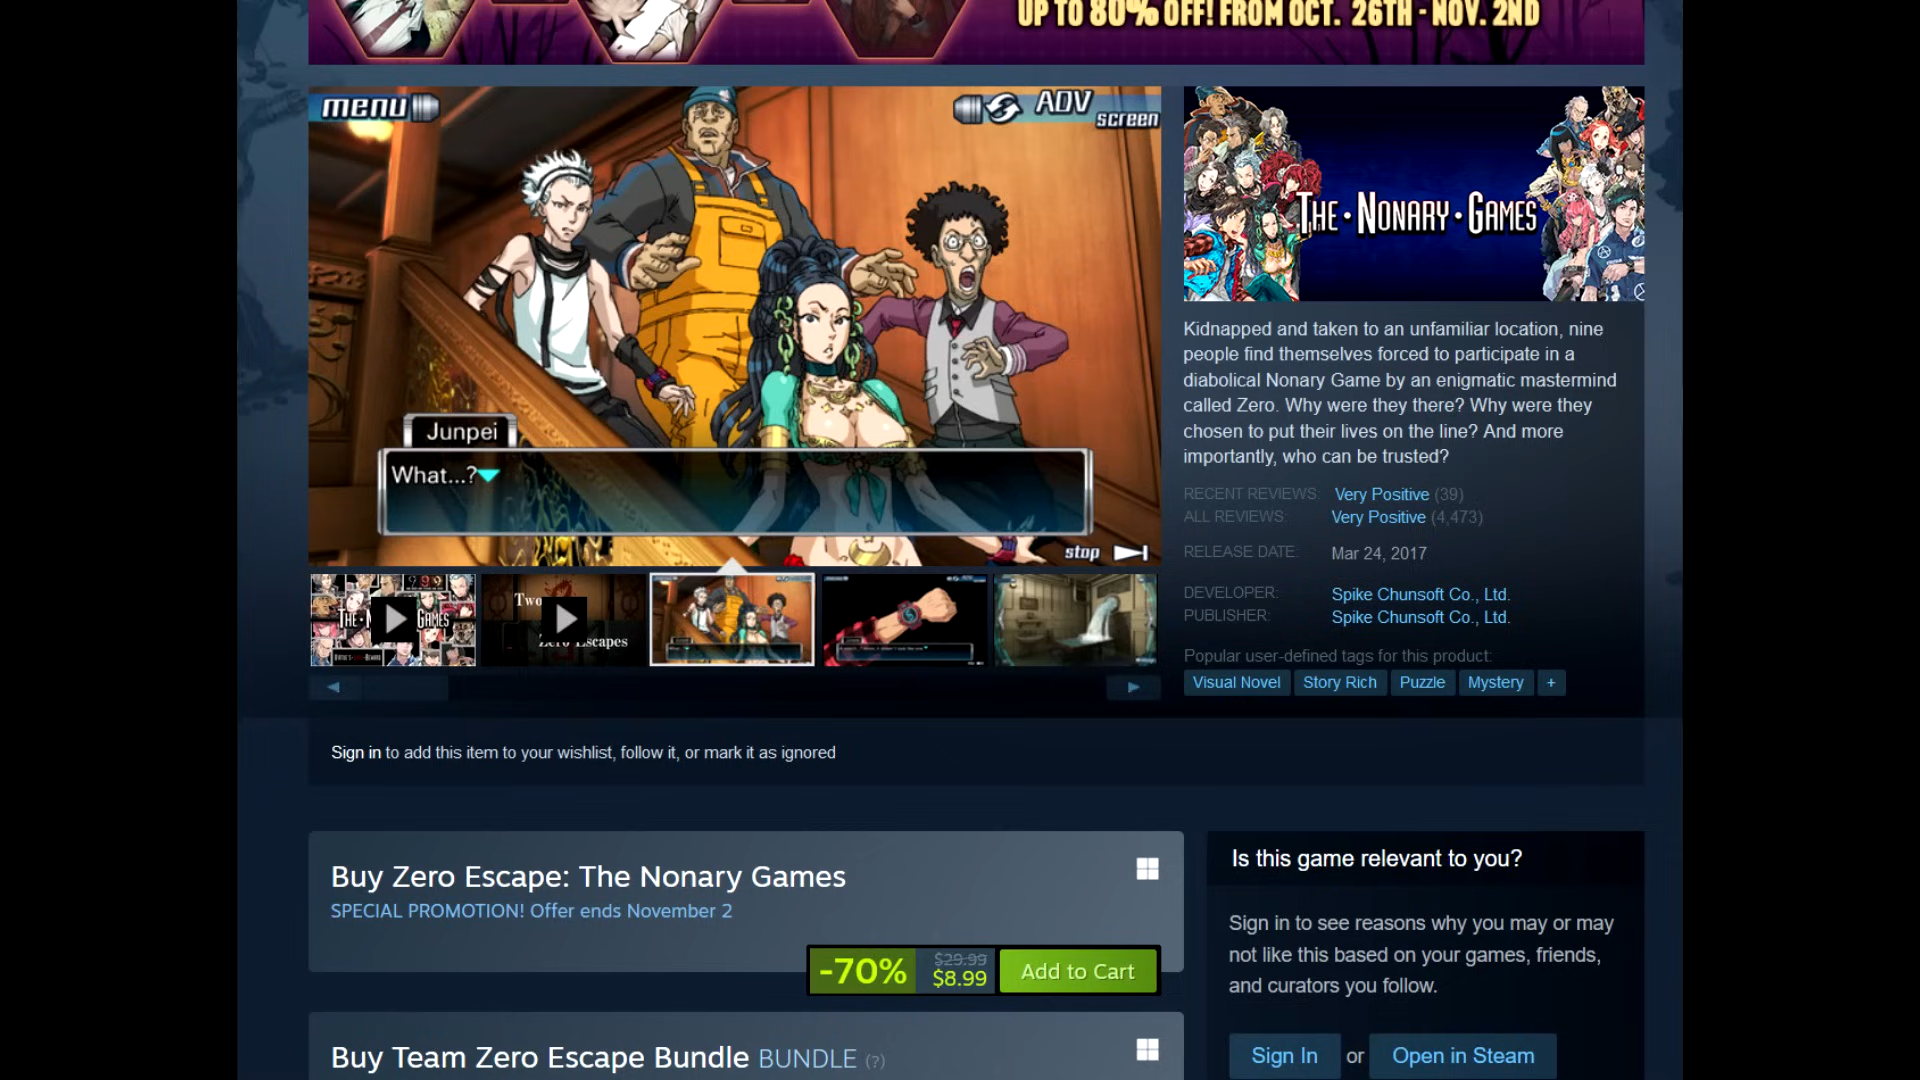 UP TO 80% OFF! FROM OCT. 26TH - NOV. 2ND
menu
ADV
screen
Junpei
What...?
stop
THE • NONARY • GAMES
Kidnapped and taken to an unfamiliar location, nine
people find themselves forced to participate in a
diabolical Nonary Game by an enigmatic mastermind
called Zero. Why were they there? Why were they
chosen to put their lives on the line? And more
importantly, who can be trusted?
RECENT REVIEWS: Very Positive (39)
ALL REVIEWS: Very Positive (4,473)
RELEASE DATE: Mar 24, 2017
DEVELOPER: Spike Chunsoft Co., Ltd.
PUBLISHER: Spike Chunsoft Co., Ltd.
Popular user-defined tags for this product:
Visual Novel Story Rich Puzzle Mystery +
999
THE GAMES
Two
Zero Escapes
Sign in to add this item to your wishlist, follow it, or mark it as ignored
Buy Zero Escape: The Nonary Games
SPECIAL PROMOTION! Offer ends November 2
-70% $29.99 $8.99 Add to Cart
Buy Team Zero Escape Bundle BUNDLE (?)
Is this game relevant to you?
Sign in to see reasons why you may or may
not like this based on your games, friends,
and curators you follow.
Sign In or Open in Steam